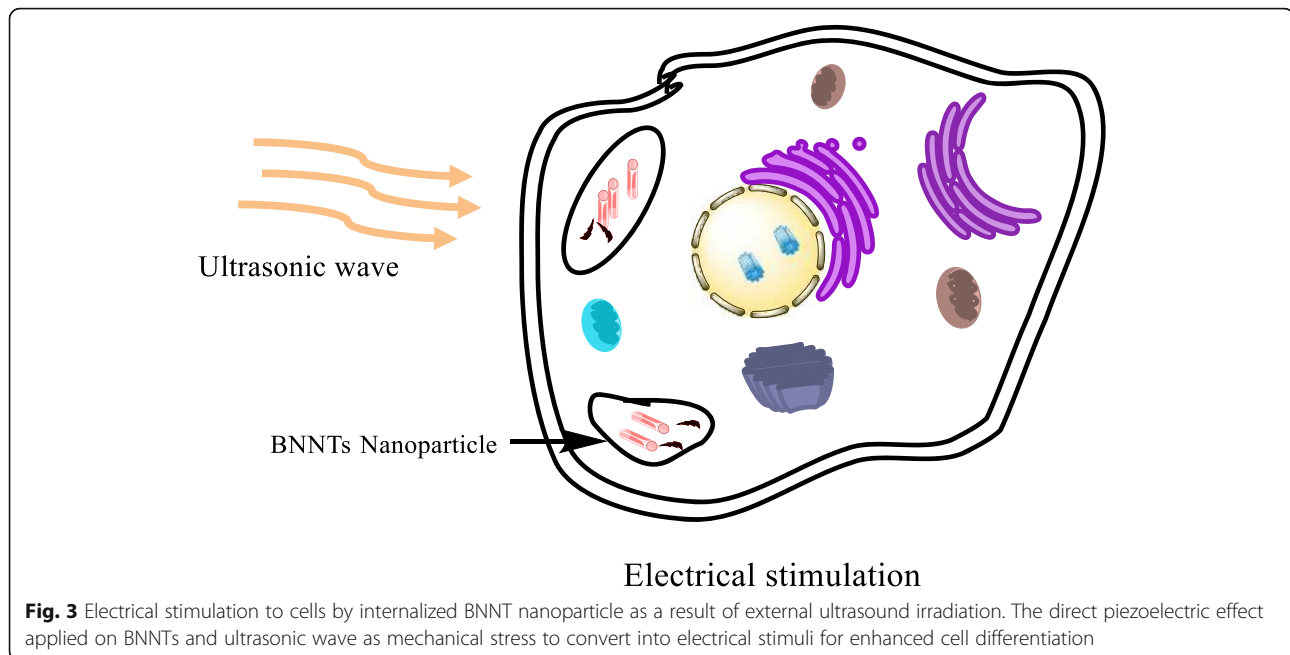 Ultrasonic wave
BNNTs Nanoparticle
Electrical stimulation
Fig. 3 Electrical stimulation to cells by internalized BNNT nanoparticle as a result of external ultrasound irradiation. The direct piezoelectric effect
applied on BNNTs and ultrasonic wave as mechanical stress to convert into electrical stimuli for enhanced cell differentiation